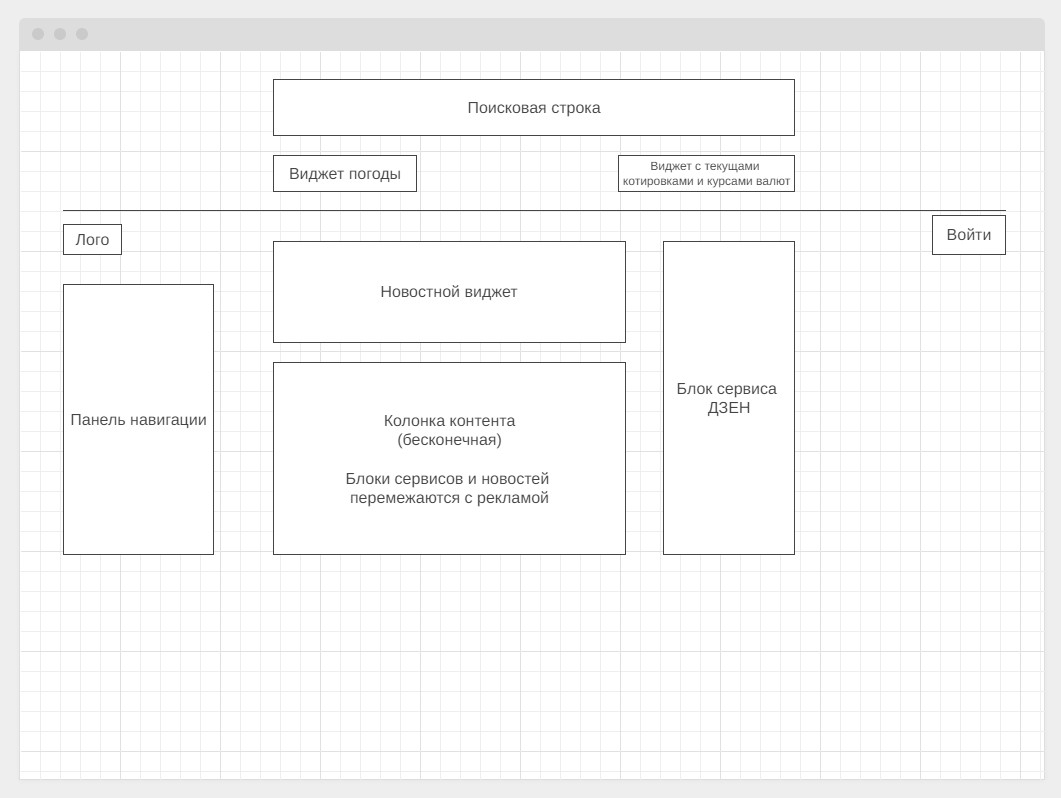 Поисковая строка
Виджет погоды
Виджет с текущами
котировками и курсами валют
Лого
Войти
Новостной виджет
Панель навигации
Колонка контента
(бесконечная)
Блоки сервисов и новостей
перемежаются с рекламой
Блок сервиса
ДЗЕН